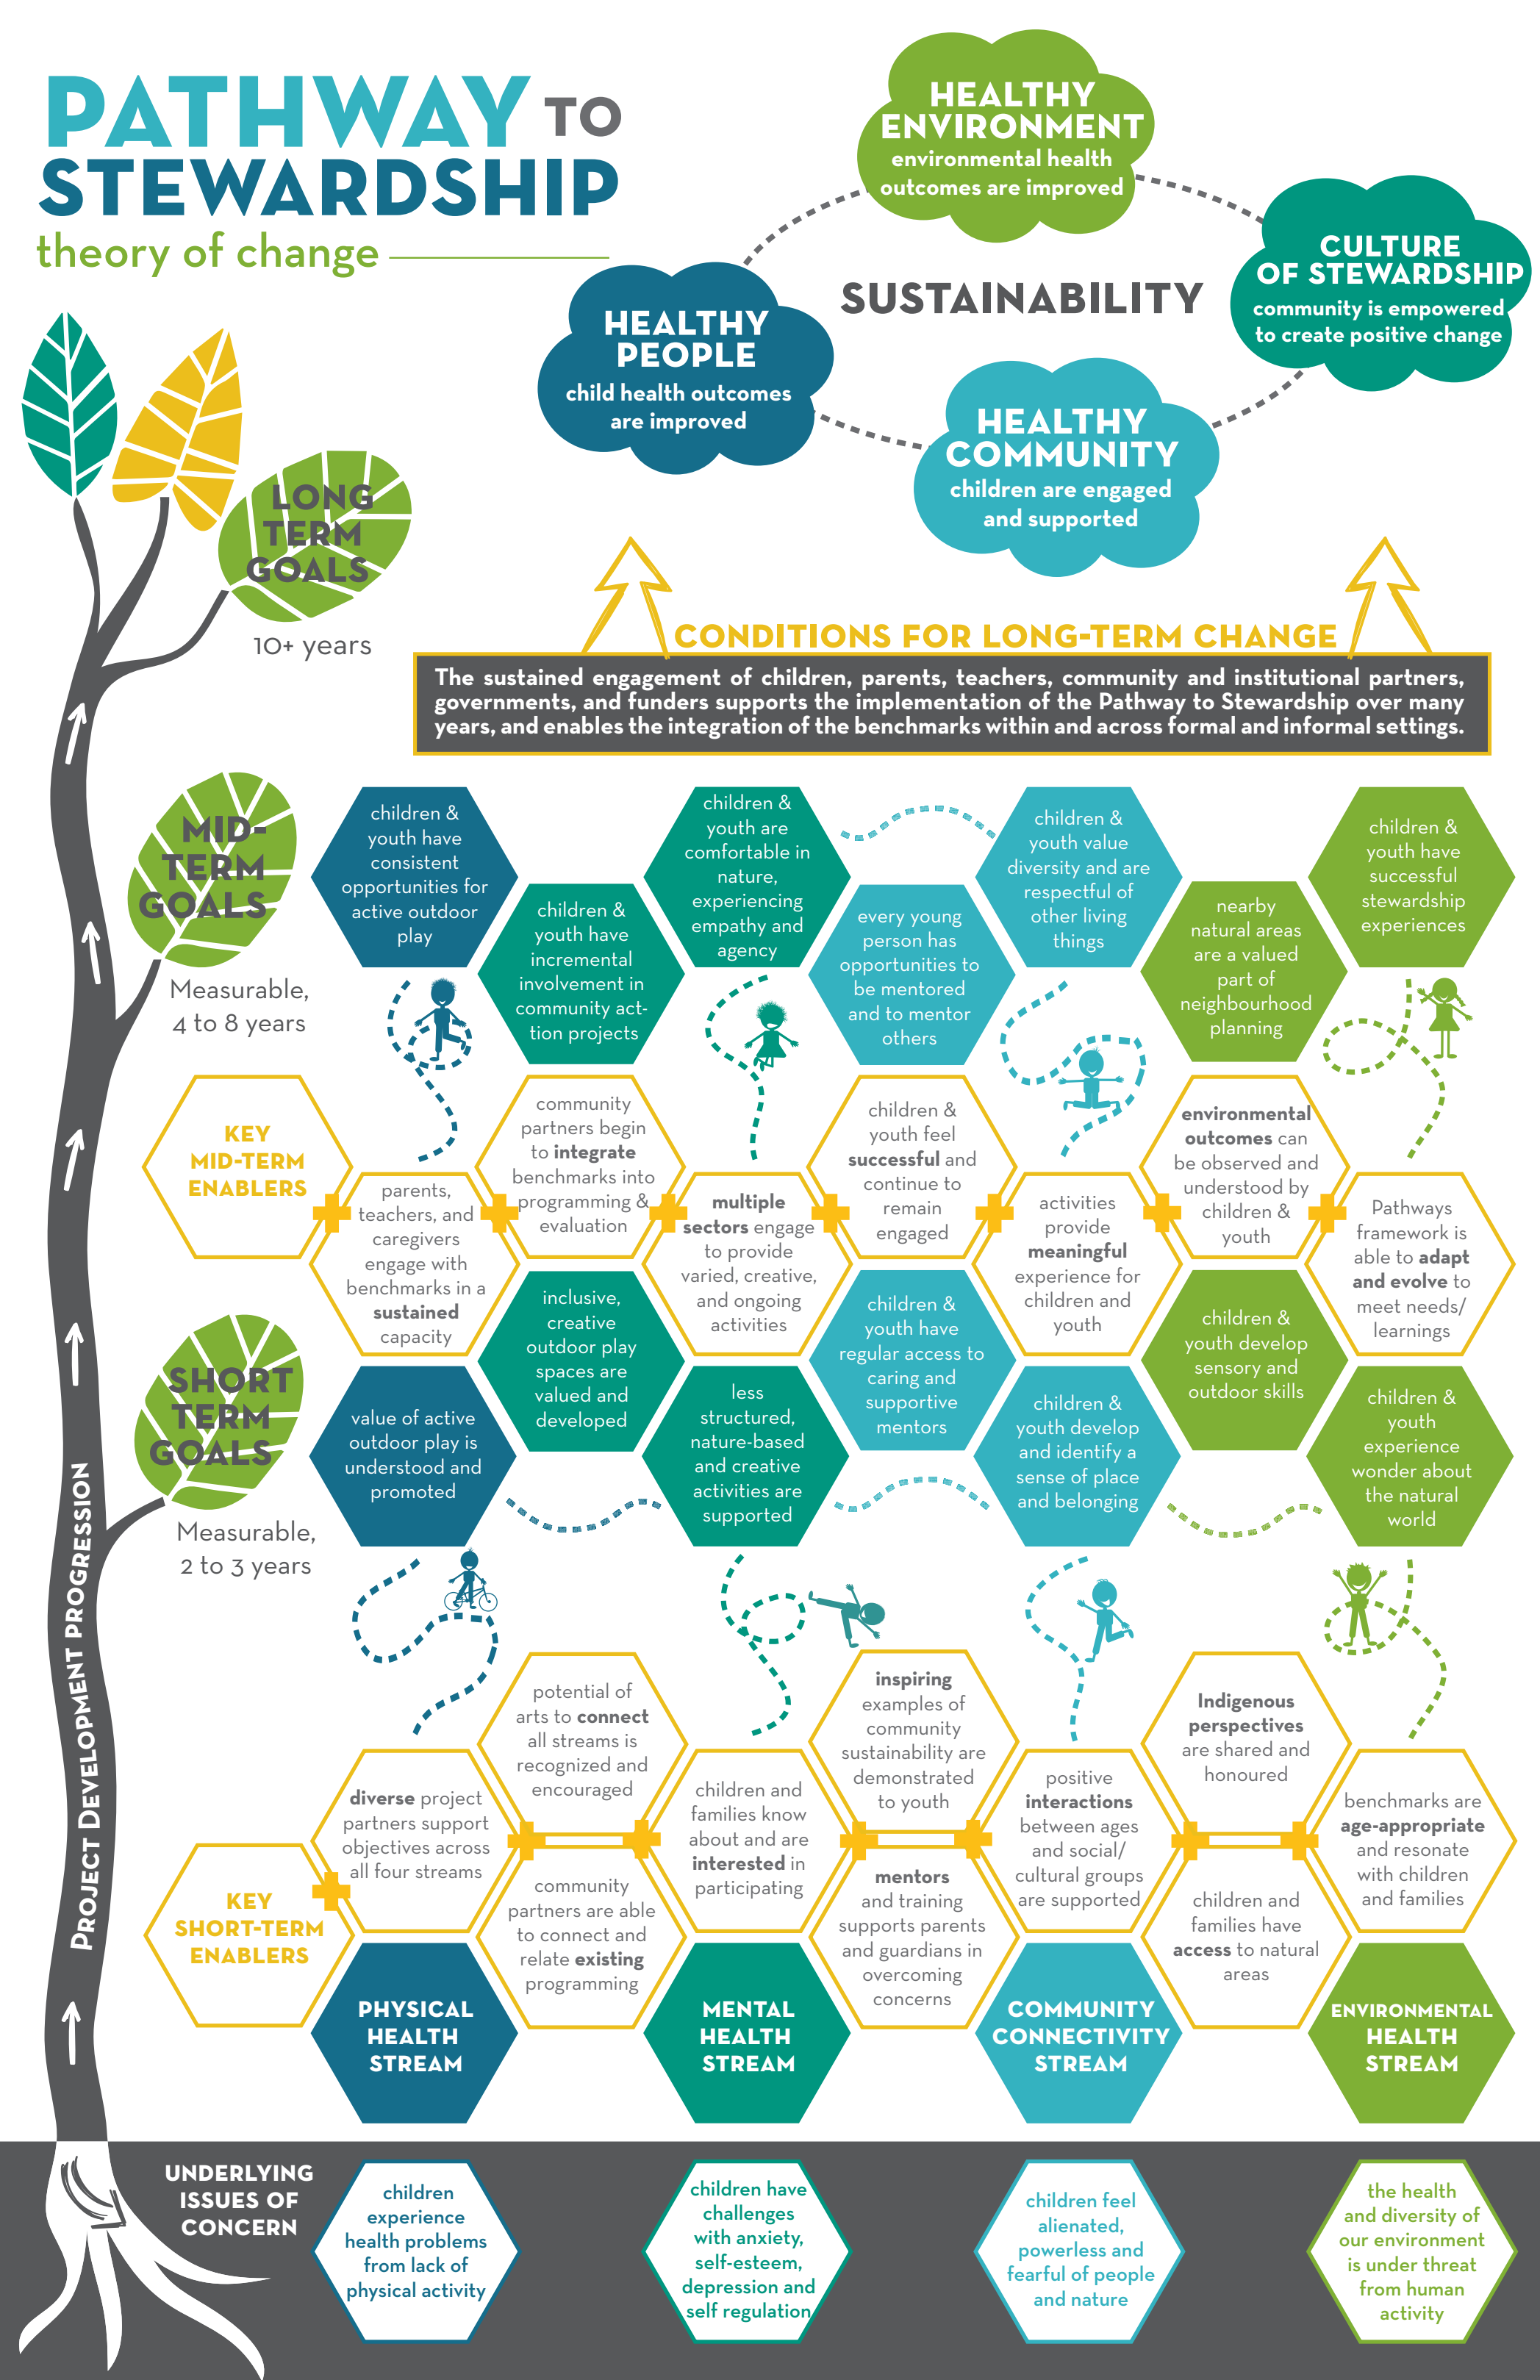 PATHWAY TO
STEWARDSHIP
theory of change
HEALTHY
ENVIRONMENT
environmental health
outcomes are improved
CULTURE
OF STEWARDSHIP
community is empowered
to create positive change
SUSTAINABILITY
HEALTHY
PEOPLE
child health outcomes
are improved
HEALTHY
COMMUNITY
children are engaged
and supported
LONG
TERM
GOALS
10+ years
CONDITIONS FOR LONG-TERM CHANGE
The sustained engagement of children, parents, teachers, community and institutional partners,
governments, and funders supports the implementation of the Pathway to Stewardship over many
years, and enables the integration of the benchmarks within and across formal and informal settings.
MID-
TERM
GOALS
Measurable,
4 to 8 years
children &
youth have
consistent
opportunities for
active outdoor
play
children &
youth have
incremental
involvement in
community act-
tion projects
children &
youth are
comfortable in
nature,
experiencing
empathy and
agency
every young
person has
opportunities to
be mentored
and to mentor
others
children &
youth value
diversity and are
respectful of
other living
things
nearby
natural areas
are a valued
part of
neighbourhood
planning
children &
youth have
successful
stewardship
experiences
KEY
MID-TERM
ENABLERS
parents,
teachers, and
caregivers
engage with
benchmarks in a
sustained
capacity
community
partners begin
to integrate
benchmarks into
programming &
evaluation
multiple
sectors engage
to provide
varied, creative,
and ongoing
activities
children &
youth feel
successful and
continue to
remain
engaged
activities
provide
meaningful
experience for
children and
youth
environmental
outcomes can
be observed and
understood by
children &
youth
Pathways
framework is
able to adapt
and evolve to
meet needs/
learnings
SHORT
TERM
GOALS
Measurable,
2 to 3 years
value of active
outdoor play is
understood and
promoted
inclusive,
creative
outdoor play
spaces are
valued and
developed
less
structured,
nature-based
and creative
activities are
supported
children &
youth have
regular access to
caring and
supportive
mentors
children &
youth develop
and identify a
sense of place
and belonging
children &
youth develop
sensory and
outdoor skills
children &
youth
experience
wonder about
the natural
world
PROJECT DEVELOPMENT PROGRESSION
KEY
SHORT-TERM
ENABLERS
diverse project
partners support
objectives across
all four streams
potential of
arts to connect
all streams is
recognized and
encouraged
community
partners are able
to connect and
relate existing
programming
children and
families know
about and are
interested in
participating
inspiring
examples of
community
sustainability are
demonstrated
to youth
mentors
and training
supports parents
and guardians in
overcoming
concerns
positive
interactions
between ages
and social/
cultural groups
are supported
Indigenous
perspectives
are shared and
honoured
children and
families have
access to natural
areas
benchmarks are
age-appropriate
and resonate
with children
and families
PHYSICAL
HEALTH
STREAM
MENTAL
HEALTH
STREAM
COMMUNITY
CONNECTIVITY
STREAM
ENVIRONMENTAL
HEALTH
STREAM
UNDERLYING
ISSUES OF
CONCERN
children
experience
health problems
from lack of
physical activity
children have
challenges
with anxiety,
self-esteem,
depression and
self regulation
children feel
alienated,
powerless and
fearful of people
and nature
the health
and diversity of
our environment
is under threat
from human
activity